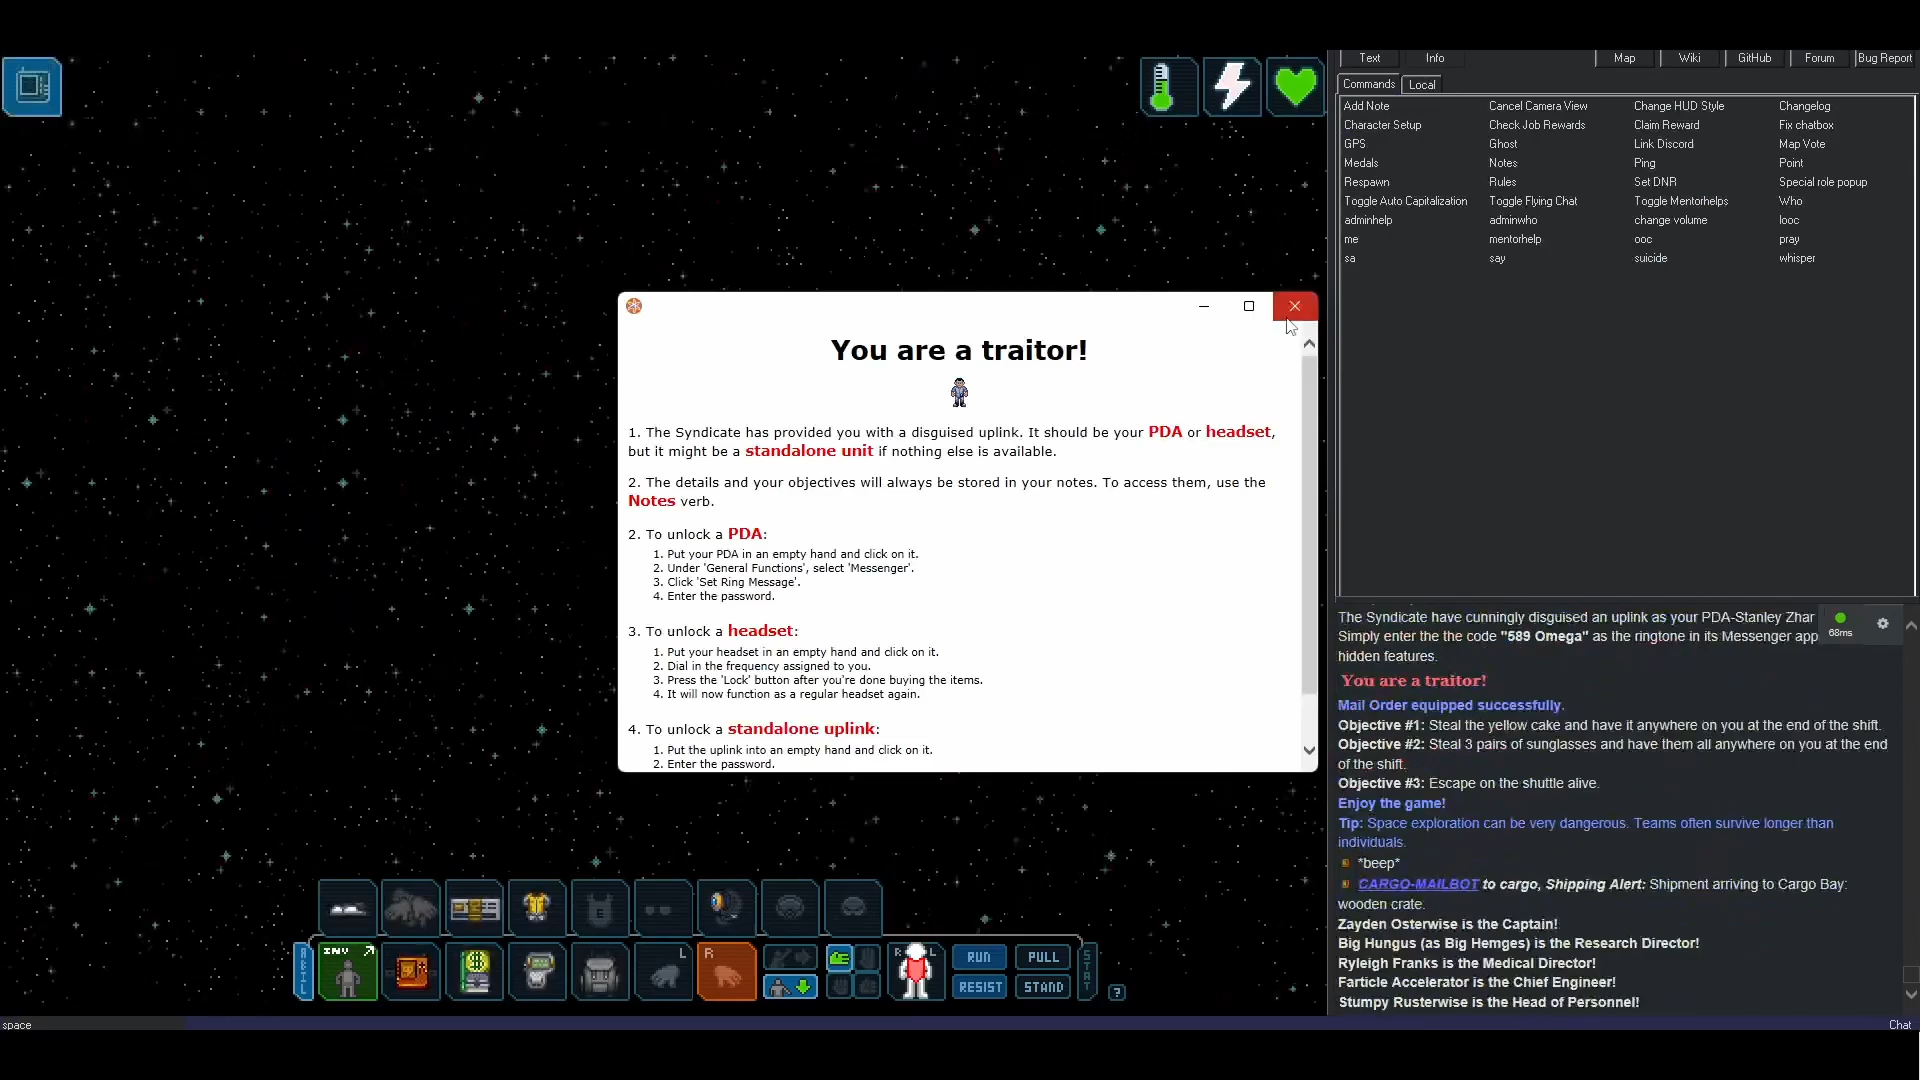 Text Info Map Wiki GitHub Forum Bug Report
Commands Local
Add Note Cancel Camera View Change HUD Style Changelog
Character Setup Check Job Rewards Claim Reward Fix chatbox
GPS Ghost Link Discord Map Vote
Medals Notes Ping Point
Respawn Rules Set DNR Special role popup
Toggle Auto Capitalization Toggle Flying Chat Toggle Mentorhelps Who
adminhelp adminwho change volume looc
me mentorhelp ooc pray
sa say suicide whisper
You are a traitor!
1. The Syndicate has provided you with a disguised uplink. It should be your PDA or headset,
but it might be a standalone unit if nothing else is available.
2. The details and your objectives will always be stored in your notes. To access them, use the
Notes verb.
2. To unlock a PDA:
1. Put your PDA in an empty hand and click on it.
2. Under 'General Functions', select 'Messenger'.
3. Click 'Set Ring Message'.
4. Enter the password.
3. To unlock a headset:
1. Put your headset in an empty hand and click on it.
2. Dial in the frequency assigned to you.
3. Press the 'Lock' button after you're done buying the items.
4. It will now function as a regular headset again.
4. To unlock a standalone uplink:
1. Put the uplink into an empty hand and click on it.
2. Enter the password.
The Syndicate have cunningly disguised an uplink as your PDA-Stanley Zhar
Simply enter the the code "589 Omega" as the ringtone in its Messenger app
hidden features.
68ms
You are a traitor!
Mail Order equipped successfully.
Objective #1: Steal the yellow cake and have it anywhere on you at the end of the shift.
Objective #2: Steal 3 pairs of sunglasses and have them all anywhere on you at the end
of the shift.
Objective #3: Escape on the shuttle alive.
Enjoy the game!
Tip: Space exploration can be very dangerous. Teams often survive longer than
individuals.
*beep*
CARGO-MAILBOT to cargo, Shipping Alert: Shipment arriving to Cargo Bay:
wooden crate.
Zayden Osterwise is the Captain!
Big Hungus (as Big Hemges) is the Research Director!
Ryleigh Franks is the Medical Director!
Farticle Accelerator is the Chief Engineer!
Stumpy Rusterwise is the Head of Personnel!
INV L R R L RUN PULL
RESIST STAND ?
space Chat